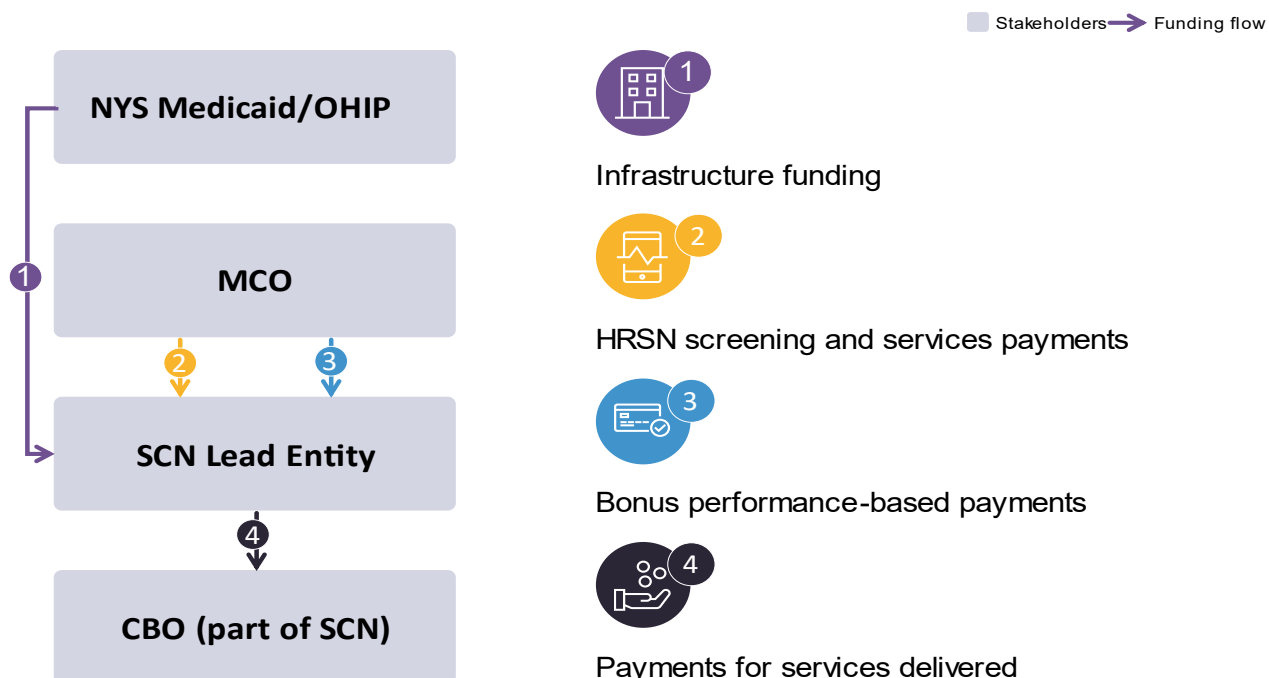 Stakeholders
Funding flow
NYS Medicaid/OHIP
1
MCO
2
3
SCN Lead Entity
4
CBO (part of SCN)
1
1
Infrastructure funding
2
HRSN screening and services payments
3
Bonus performance-based payments
4
Payments for services delivered